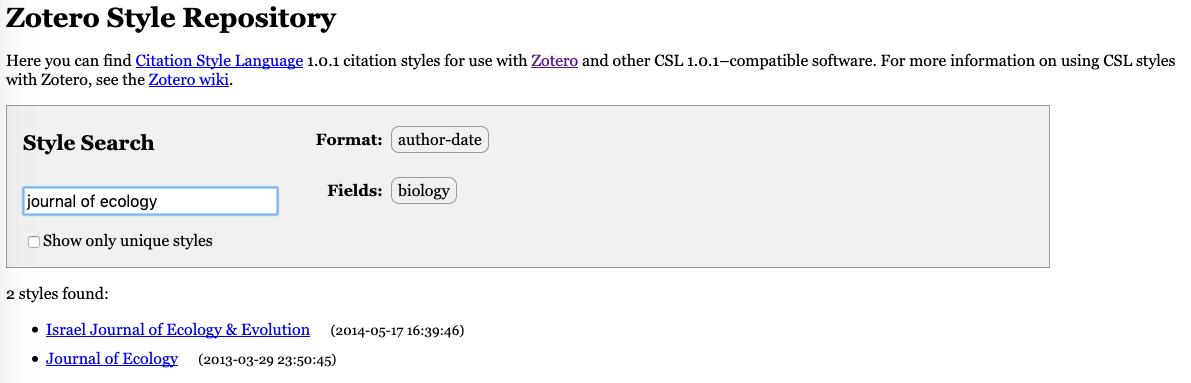 Zotero Style Repository
Here you can find Citation Style Language 1.0.1 citation styles for use with Zotero and other CSL 1.0.1–compatible software. For more information on using CSL styles
with Zotero, see the Zotero wiki.
Style Search
Format: author-date
Fields: biology
journal of ecology
Show only unique styles
2 styles found:
• Israel Journal of Ecology & Evolution (2014-05-17 16:39:46)
• Journal of Ecology (2013-03-29 23:50:45)